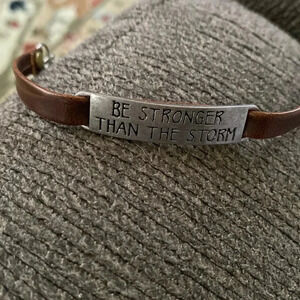 BE STRONGER
THAN THE STORM